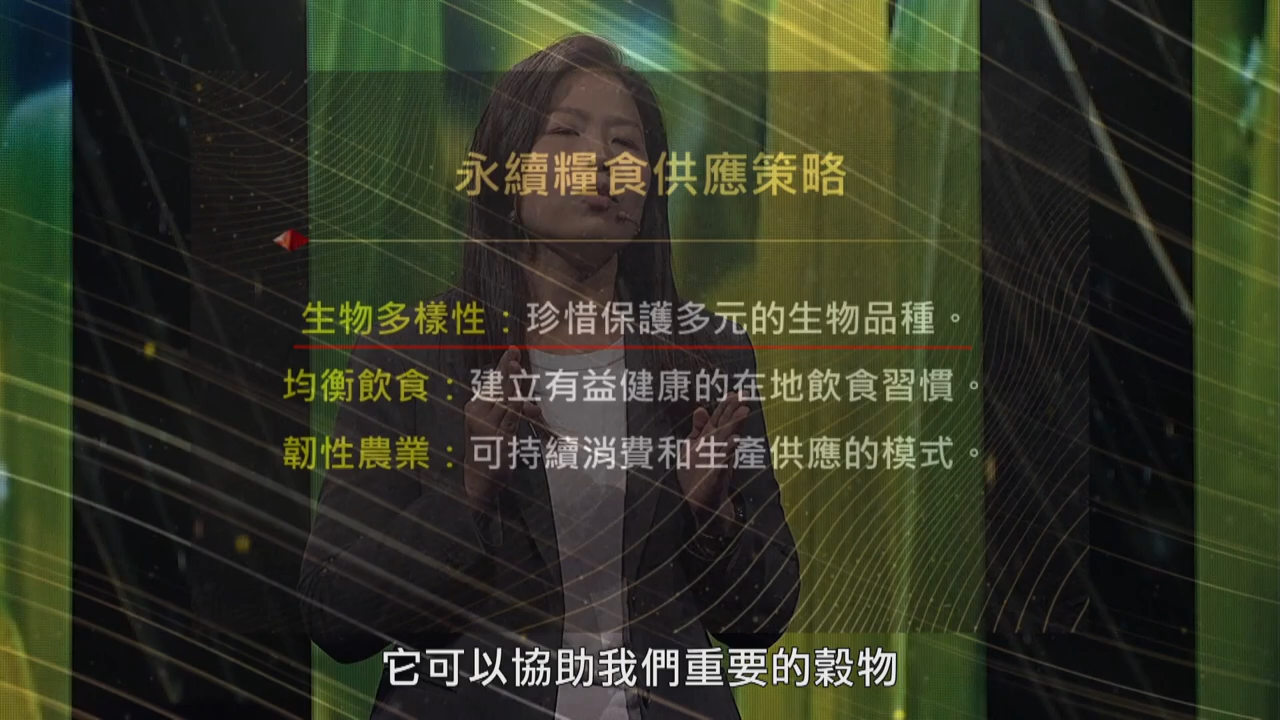 永續糧食供應策略
生物多樣性：珍惜保護多元的生物品種。
均衡飲食：建立有益健康的在地飲食習慣。
韌性農業：可持續消費和生產供應的模式。
它可以協助我們重要的穀物